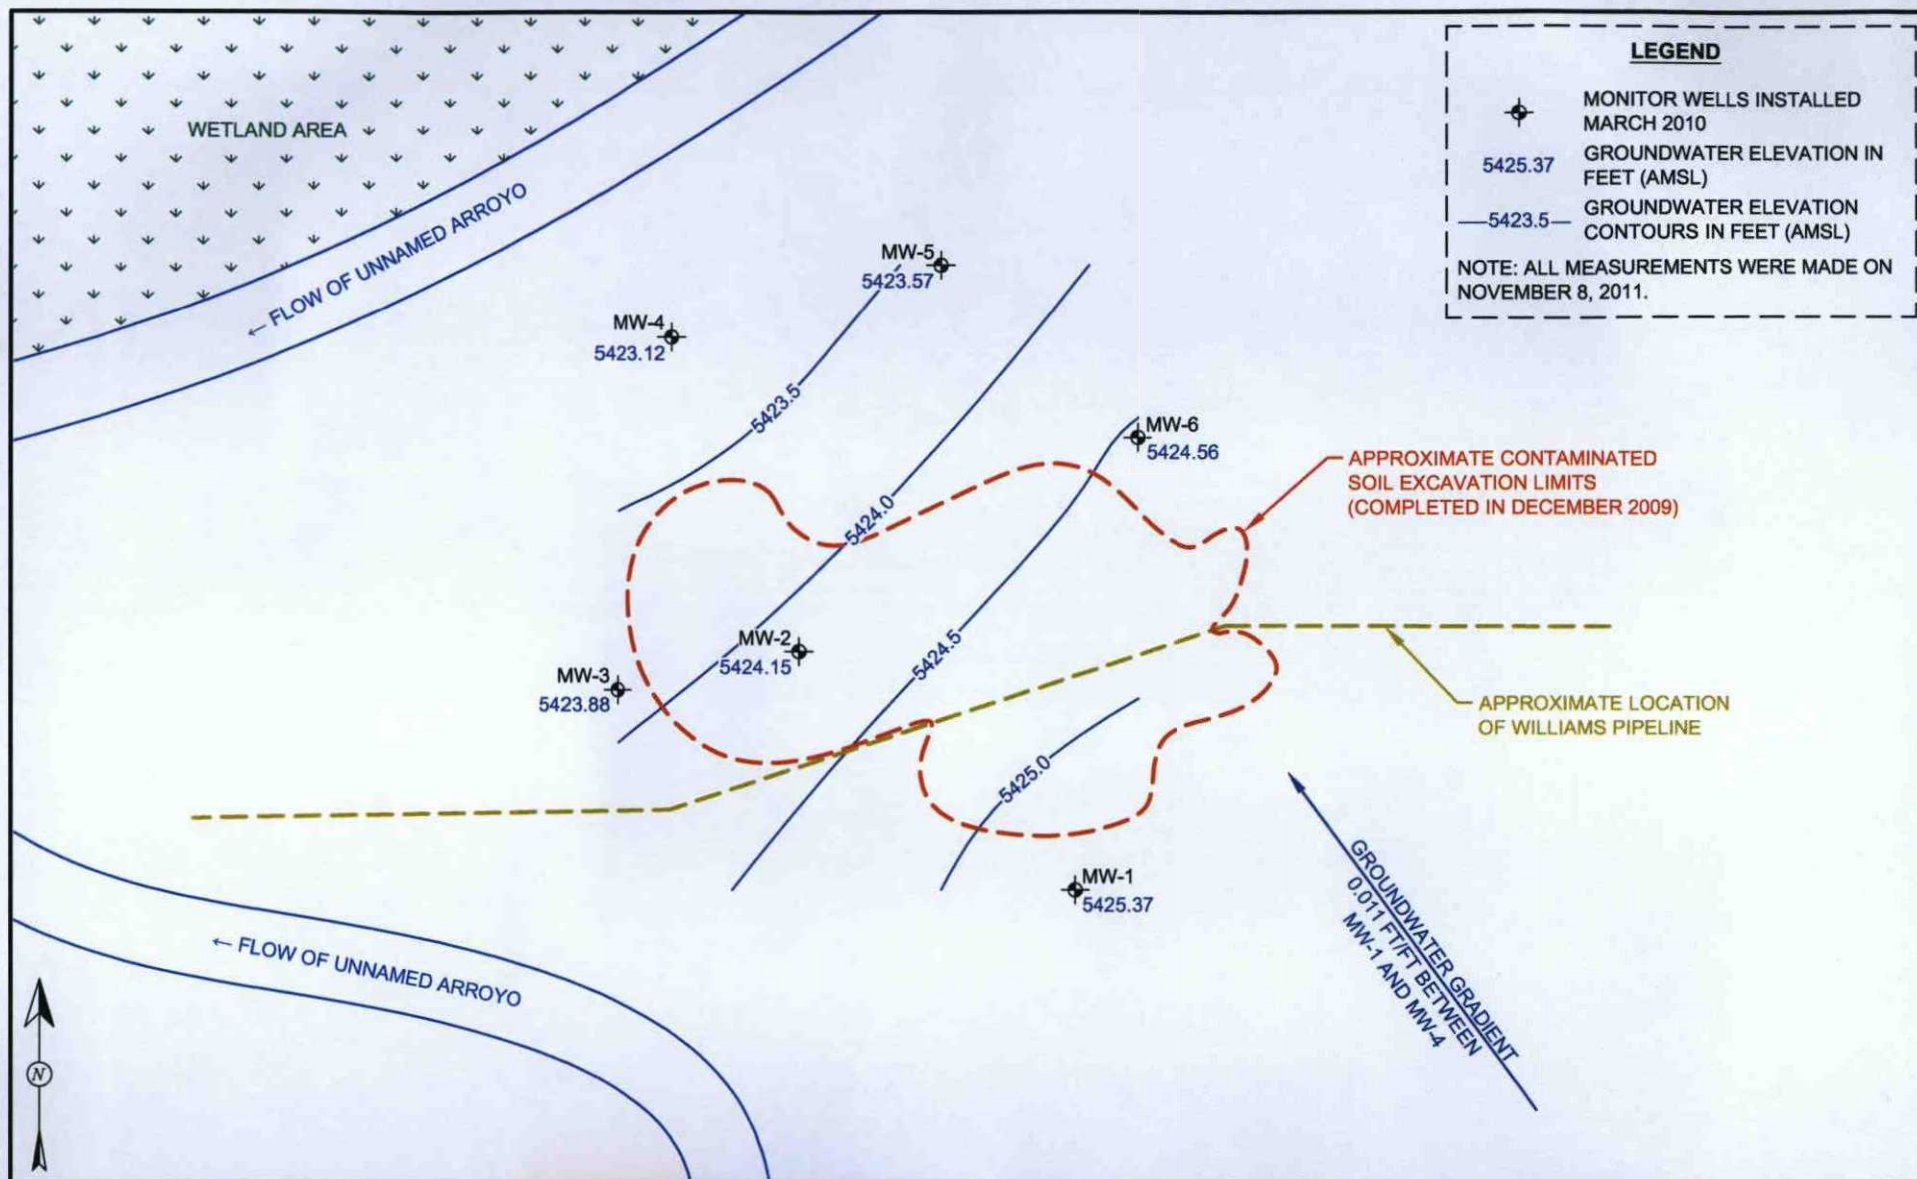 LEGEND
MONITOR WELLS INSTALLED
MARCH 2010
5425.37
GROUNDWATER ELEVATION IN
FEET (AMSL)
5423.5
GROUNDWATER ELEVATION
CONTOURS IN FEET (AMSL)
NOTE: ALL MEASUREMENTS WERE MADE ON
NOVEMBER 8, 2011.
WETLAND AREA
← FLOW OF UNNAMED ARROYO
MW-5
5423.57
MW-4
5423.12
5423.5
MW-6
5424.56
APPROXIMATE CONTAMINATED
SOIL EXCAVATION LIMITS
(COMPLETED IN DECEMBER 2009)
5424.0
MW-2
5424.15
5424.5
MW-3
5423.88
APPROXIMATE LOCATION
OF WILLIAMS PIPELINE
5425.0
MW-1
5425.37
GROUNDWATER GRADIENT
0.011 FT/FT BETWEEN
MW-1 AND MW-4
← FLOW OF UNNAMED ARROYO
N